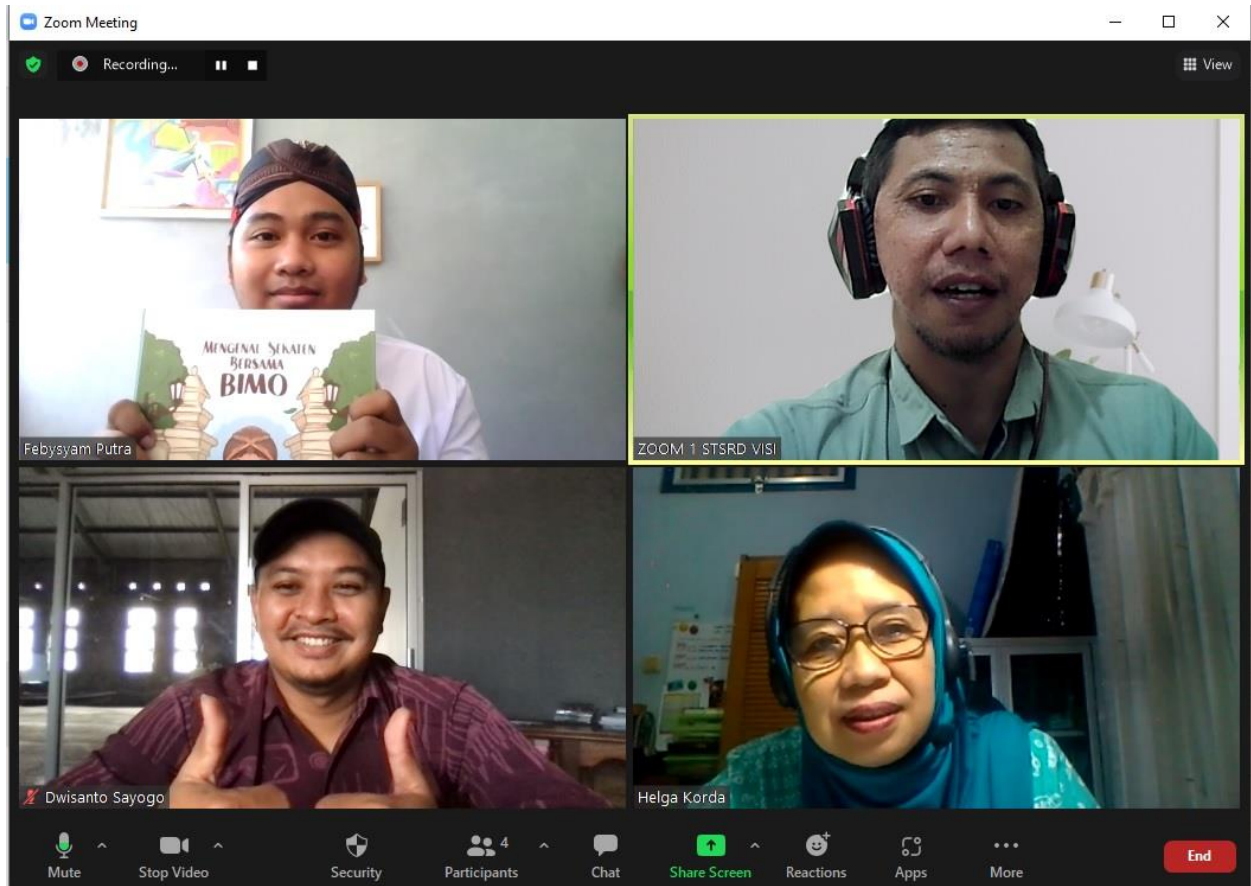 Zoom Meeting
Recording...
View
MENGENAL SEKATEN
BERSAMA
BIMO
Febysyam Putra
ZOOM 1 STSRD VISI
Dwisanto Sayogo
Helga Korda
Mute
Stop Video
Security
4
Participants
Chat
Share Screen
Reactions
Apps
More
End